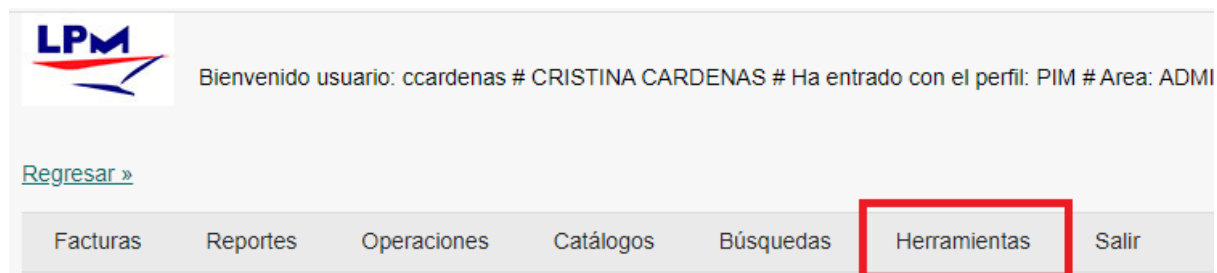 LPM
Bienvenido usuario: ccardenas # CRISTINA CARDENAS # Ha entrado con el perfil: PIM # Area: ADMI
Regresar »
Facturas Reportes Operaciones Catálogos Búsquedas Herramientas Salir